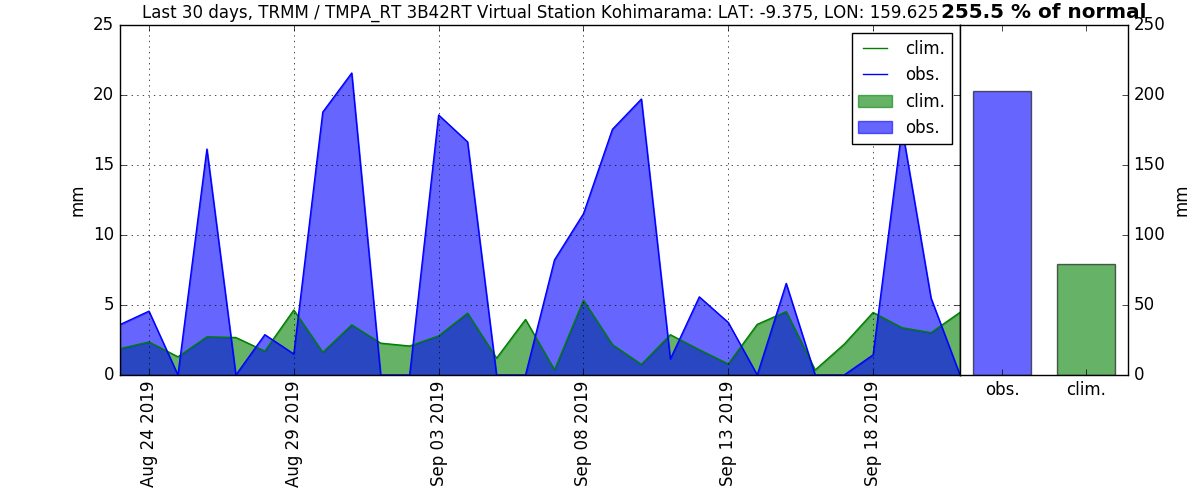 Last 30 days, TRMM / TMPA_RT 3B42RT Virtual Station Kohimarama: LAT: -9.375, LON: 159.625
255.5 % of normal
25
20
15
10
5
0
mm
clim.
obs.
clim.
obs.
Aug 24 2019
Aug 29 2019
Sep 03 2019
Sep 08 2019
Sep 13 2019
Sep 18 2019
250
200
150
100
50
0
mm
obs.
clim.